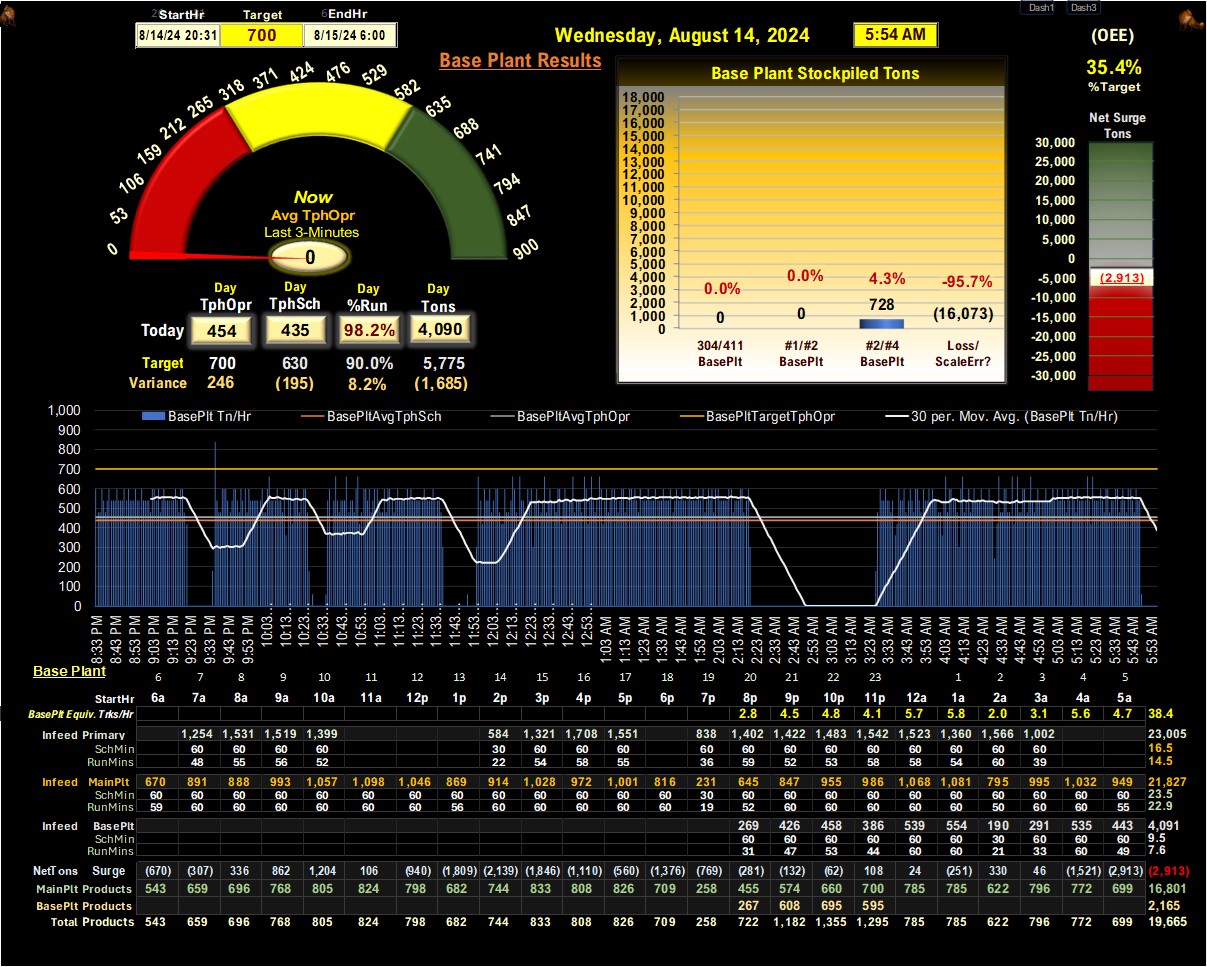 StartHr Target EndHr Dash1 Dash3
8/14/24 20:31 700 8/15/24 6:00
Wednesday, August 14, 2024 5:54 AM
(OEE)
35.4%
%Target
Base Plant Results
0 53 106 159 212 265 318 371 424 476 529 582 635 688 741 794 847 900
Now
Avg TphOpr
Last 3-Minutes
0
Day Day Day Day
TphOpr TphSch %Run Tons
Today 454 435 98.2% 4,090
Target 700 630 90.0% 5,775
Variance 246 (195) 8.2% (1,685)
Base Plant Stockpiled Tons
18,000
17,000
16,000
15,000
14,000
13,000
12,000
11,000
10,000
9,000
8,000
7,000
6,000
5,000
4,000
3,000
2,000
1,000
0
0.0% 0.0% 4.3% -95.7%
0 0 728 (16,073)
304/411 #1/#2 #2/#4 Loss/
BasePlt BasePlt BasePlt ScaleErr?
Net Surge
Tons
30,000
25,000
20,000
15,000
10,000
5,000
0
-5,000
-10,000
-15,000
-20,000
-25,000
-30,000
(2,913)
BasePlt Tn/Hr BasePltAvgTphSch BasePltAvgTphOpr BasePltTargetTphOpr 30 per. Mov. Avg. (BasePlt Tn/Hr)
1,000
900
800
700
600
500
400
300
200
100
0
8:33 PM 8:43 PM 8:53 PM 9:03 PM 9:13 PM 9:23 PM 9:33 PM 9:43 PM 9:53 PM 10:03... 10:13... 10:23... 10:33... 10:43... 10:53... 11:03... 11:13... 11:23... 11:33... 11:43... 11:53... 12:03... 12:13... 12:23... 12:33... 12:43... 12:53... 1:03 AM 1:13 AM 1:23 AM 1:33 AM 1:43 AM 1:53 AM 2:03 AM 2:13 AM 2:23 AM 2:33 AM 2:43 AM 2:53 AM 3:03 AM 3:13 AM 3:23 AM 3:33 AM 3:43 AM 3:53 AM 4:03 AM 4:13 AM 4:23 AM 4:33 AM 4:43 AM 4:53 AM 5:03 AM 5:13 AM 5:23 AM 5:33 AM 5:43 AM 5:53 AM
Base Plant
6 7 8 9 10 11 12 13 14 15 16 17 18 19 20 21 22 23 1 2 3 4 5
StartHr 6a 7a 8a 9a 10a 11a 12p 1p 2p 3p 4p 5p 6p 7p 8p 9p 10p 11p 12a 1a 2a 3a 4a 5a
BasePlt Equiv. Trks/Hr 2.8 4.5 4.8 4.1 5.7 5.8 2.0 3.1 5.6 4.7 38.4
Infeed Primary 1,254 1,531 1,519 1,399 584 1,321 1,708 1,551 838 1,402 1,422 1,483 1,542 1,523 1,360 1,566 1,002 23,005
SchMin 60 60 60 60 30 60 60 60 60 60 60 60 60 60 60 60 60 16.5
RunMins 48 55 56 52 22 54 58 55 36 59 52 53 58 58 54 60 39 14.5
Infeed MainPlt 670 891 888 993 1,057 1,098 1,046 869 914 1,028 972 1,001 816 231 645 847 955 986 1,068 1,081 795 995 1,032 949 21,827
SchMin 60 60 60 60 60 60 60 60 60 60 60 60 60 30 60 60 60 60 60 60 60 60 60 60 23.5
RunMins 59 60 60 60 60 60 60 56 60 60 60 60 60 19 52 60 60 60 60 60 50 60 60 55 22.9
Infeed BasePlt 269 426 458 386 539 554 190 291 535 443 4,091
SchMin 60 60 60 60 60 60 30 60 60 60 9.5
RunMins 31 47 53 44 60 60 21 33 60 49 7.6
NetTons Surge (670) (307) 336 862 1,204 106 (940) (1,809) (2,139) (1,846) (1,110) (560) (1,376) (769) (281) (132) (62) 108 24 (251) 330 46 (1,521) (2,913) (2,913)
MainPlt Products 543 659 696 768 805 824 798 682 744 833 808 826 709 258 455 574 660 700 785 785 622 796 772 699 16,801
BasePlt Products 267 608 695 595 2,165
Total Products 543 659 696 768 805 824 798 682 744 833 808 826 709 258 722 1,182 1,355 1,295 785 785 622 796 772 699 19,665